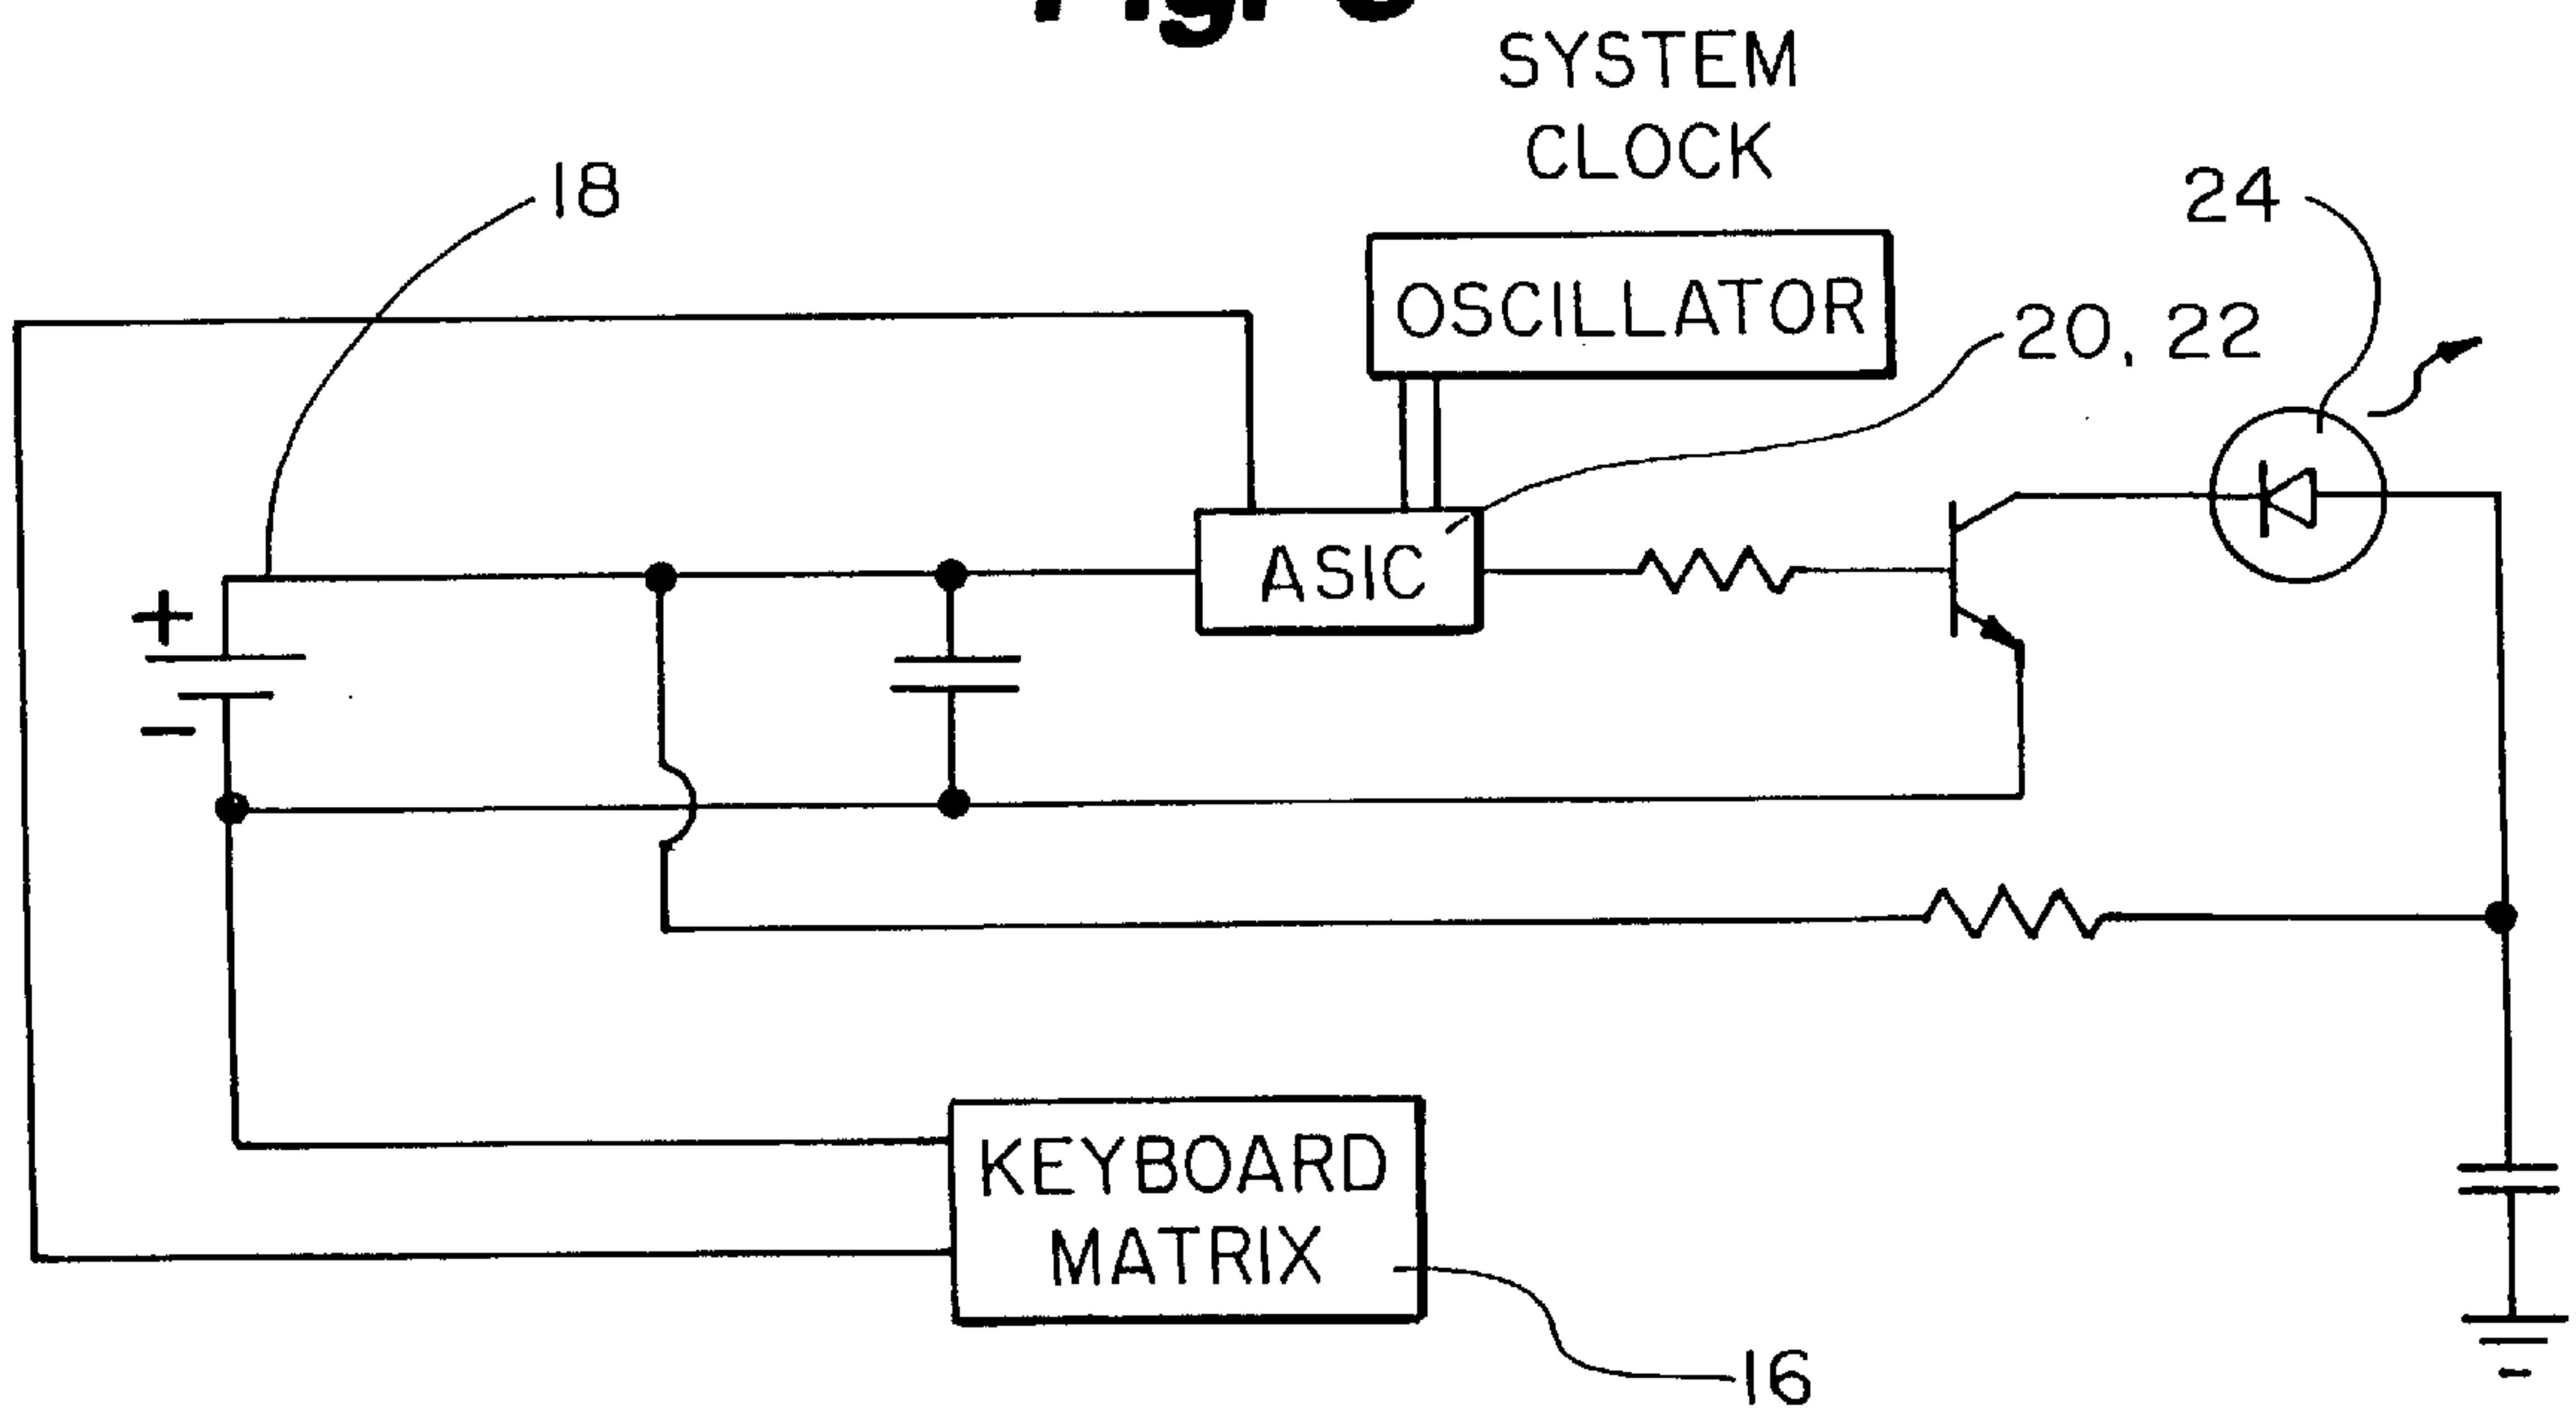 SYSTEM
CLOCK
18
24
OSCILLATOR
20, 22
ASIC
+
−
KEYBOARD
MATRIX
16